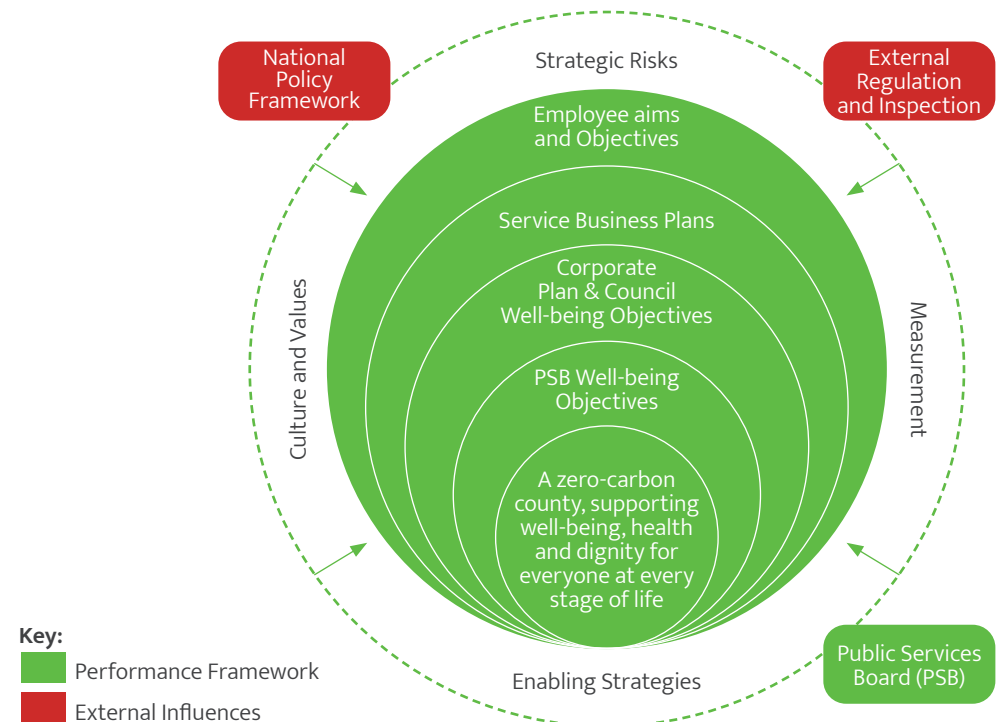 National
Policy
Framework
Strategic Risks
External
Regulation
and Inspection
Employee aims
and Objectives
Service Business Plans
Corporate
Plan & Council
Well-being Objectives
Culture and Values
Measurement
PSB Well-being
Objectives
A zero-carbon
county, supporting
well-being, health
and dignity for
everyone at every
stage of life
Key:
Performance Framework
External Influences
Enabling Strategies
Public Services
Board (PSB)